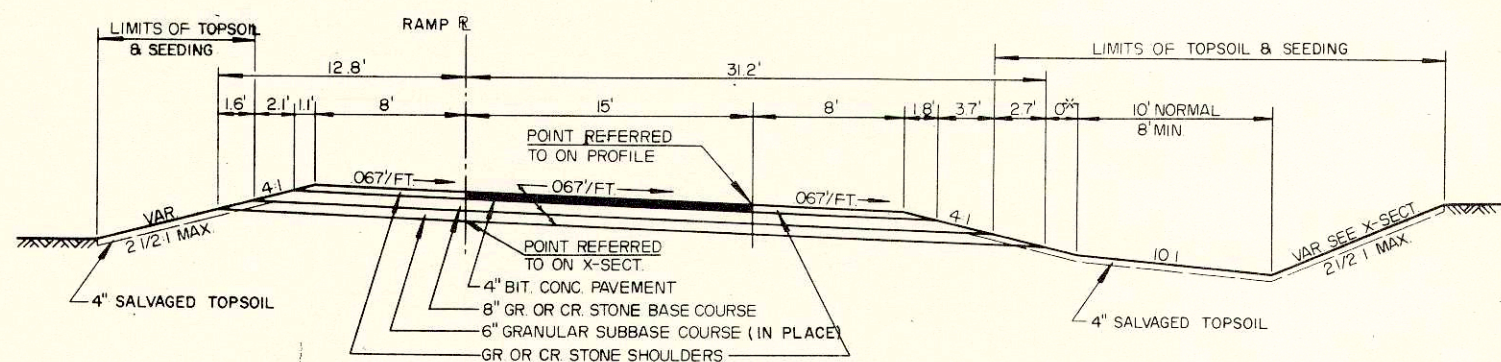 LIMITS OF TOPSOIL
& SEEDING
RAMP ℞
LIMITS OF TOPSOIL & SEEDING
12.8'
31.2'
1.6'
2.1'
1.1'
8'
15'
8'
1.8'
3.7'
2.7'
0*
10' NORMAL
8' MIN.
POINT REFERRED
TO ON PROFILE
4:1
.067'/FT.
.067'/FT.
.067'/FT.
4:1
VAR.
2 1/2:1 MAX.
VAR SEE X-SECT.
2 1/2 1 MAX.
10 1
POINT REFERRED
TO ON X-SECT.
4" SALVAGED TOPSOIL
4" BIT. CONC. PAVEMENT
8" GR. OR CR. STONE BASE COURSE
6" GRANULAR SUBBASE COURSE (IN PLACE)
GR OR CR. STONE SHOULDERS
4" SALVAGED TOPSOIL